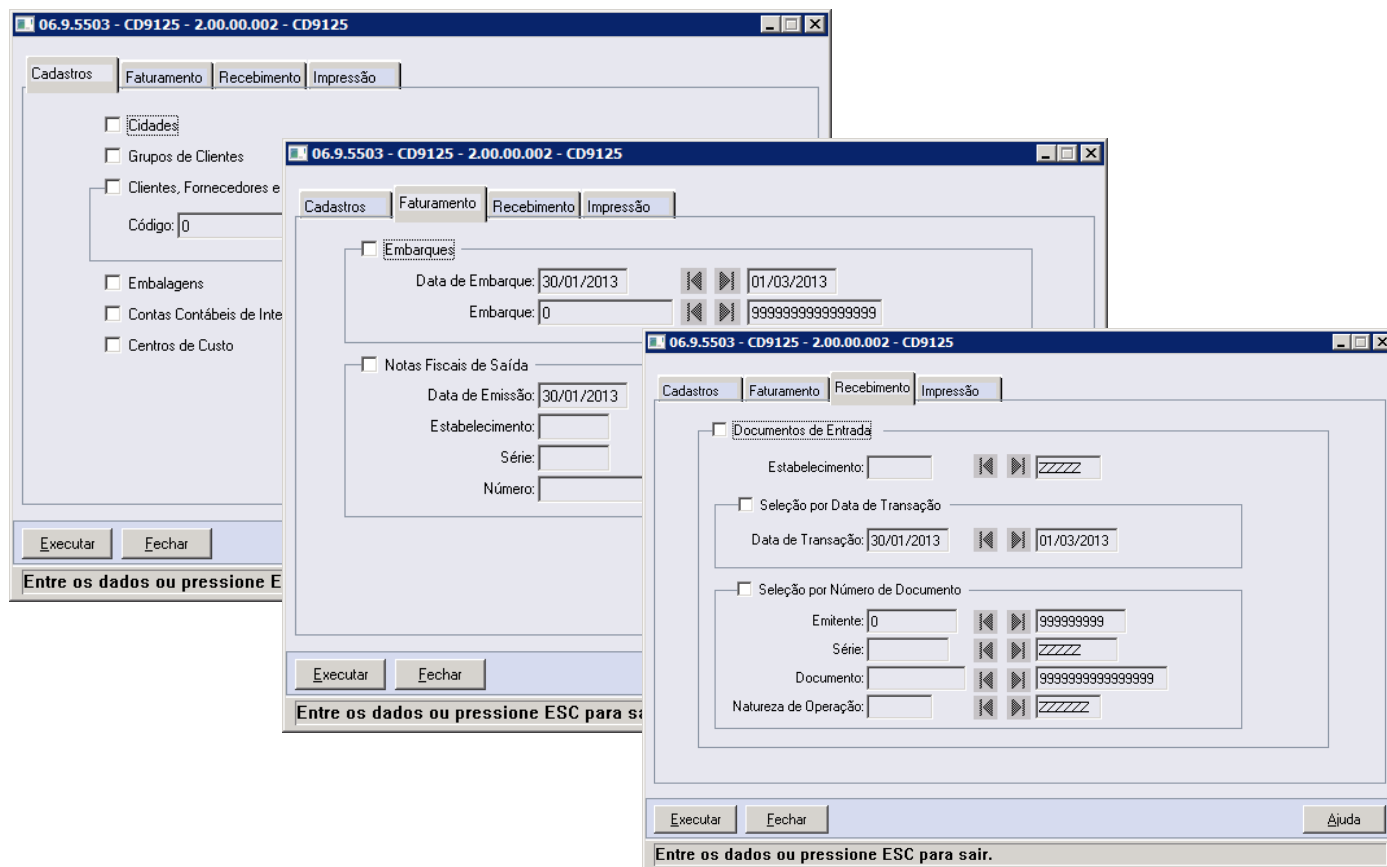 06.9.5503 - CD9125 - 2.00.00.002 - CD9125
Cadastros Faturamento Recebimento Impressão
Cidades
Grupos de Clientes
Clientes, Fornecedores e
Código: 0
Embalagens
Contas Contábeis de Inte
Centros de Custo
Executar Fechar
Entre os dados ou pressione E
06.9.5503 - CD9125 - 2.00.00.002 - CD9125
Cadastros Faturamento Recebimento Impressão
Embarques
Data de Embarque: 30/01/2013 01/03/2013
Embarque: 0 9999999999999999
Notas Fiscais de Saída
Data de Emissão: 30/01/2013
Estabelecimento:
Série:
Número:
Executar Fechar
Entre os dados ou pressione ESC para sa
06.9.5503 - CD9125 - 2.00.00.002 - CD9125
Cadastros Faturamento Recebimento Impressão
Documentos de Entrada
Estabelecimento: ZZZZZ
Seleção por Data de Transação
Data de Transação: 30/01/2013 01/03/2013
Seleção por Número de Documento
Emitente: 0 999999999
Série: ZZZZZ
Documento: 9999999999999999
Natureza de Operação: ZZZZZZ
Executar Fechar Ajuda
Entre os dados ou pressione ESC para sair.